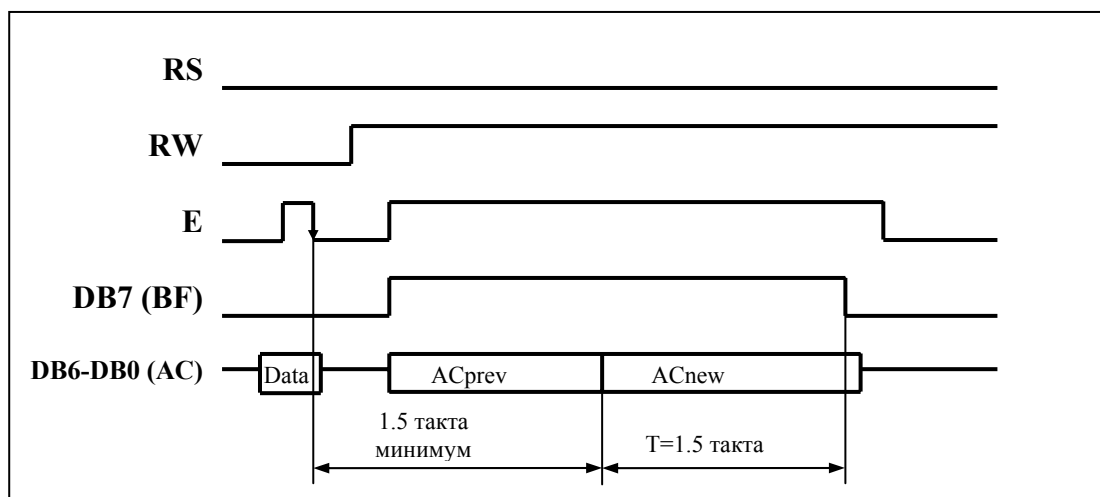 RS
RW
E
DB7 (BF)
DB6-DB0 (AC)
Data
ACprev
ACnew
1.5 такта
минимум
T=1.5 такта